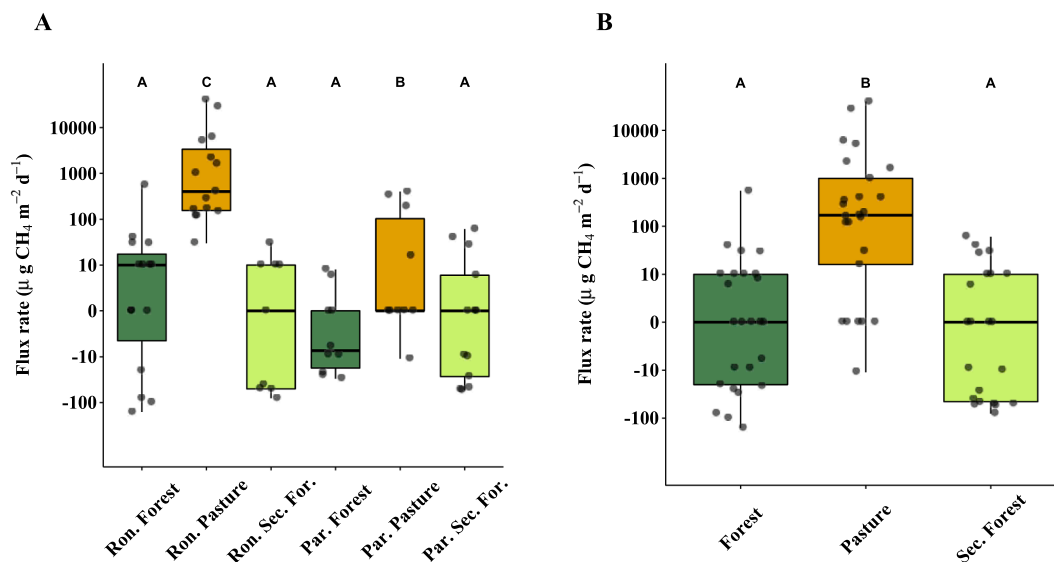 A
A C A A B A
Flux rate (μ g CH₄ m⁻² d⁻¹)
10000
1000
100
10
0
-10
-100
Ron. Forest
Ron. Pasture
Ron. Sec. For.
Par. Forest
Par. Pasture
Par. Sec. For.
B
A B A
Flux rate (μ g CH₄ m⁻² d⁻¹)
10000
1000
100
10
0
-10
-100
Forest
Pasture
Sec. Forest